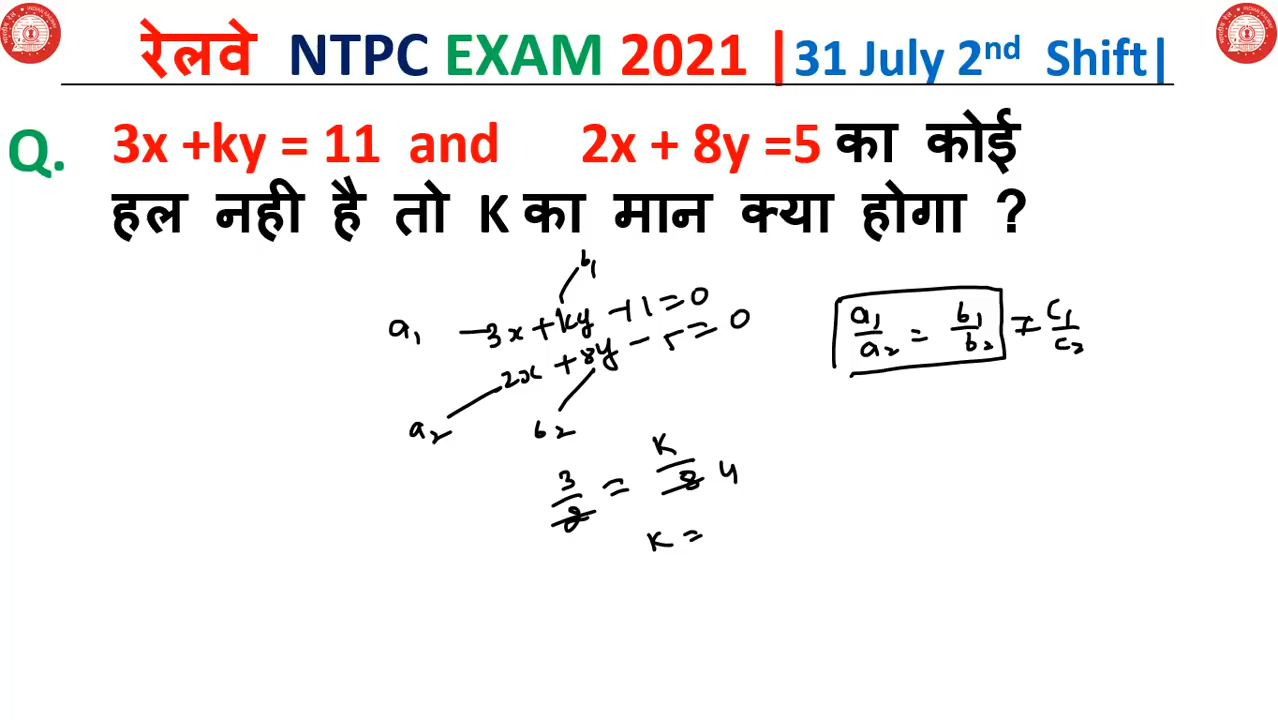 रेलवे NTPC EXAM 2021 |31 July 2nd Shift|
Q. 3x +ky = 11 and 2x + 8y =5 का कोई
हल नही है तो K का मान क्या होगा ?
b₁
a₁ 3x + ky - 11 = 0
2x + 8y - 5 = 0
a₁/a₂ = b₁/b₂ ≠ c₁/c₂
a₂ b₂
3/2 = K/8 4
K =